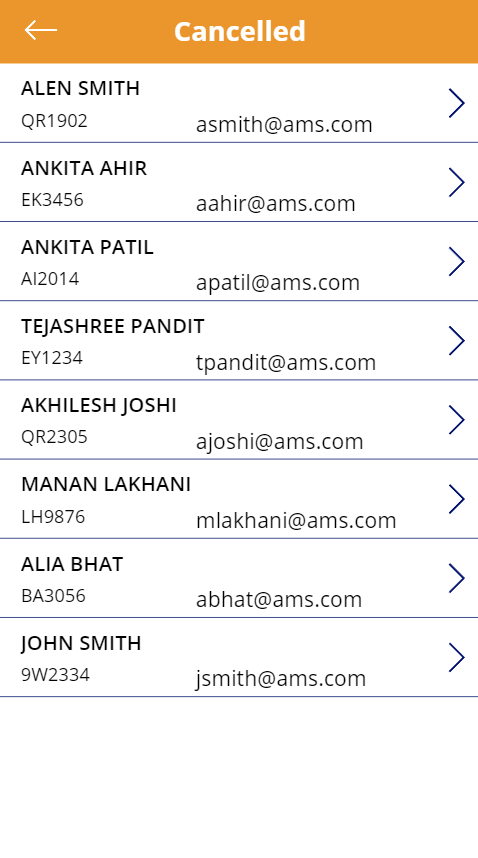 Cancelled
ALEN SMITH
QR1902 asmith@ams.com
ANKITA AHIR
EK3456 aahir@ams.com
ANKITA PATIL
AI2014 apatil@ams.com
TEJASHREE PANDIT
EY1234 tpandit@ams.com
AKHILESH JOSHI
QR2305 ajoshi@ams.com
MANAN LAKHANI
LH9876 mlakhani@ams.com
ALIA BHAT
BA3056 abhat@ams.com
JOHN SMITH
9W2334 jsmith@ams.com